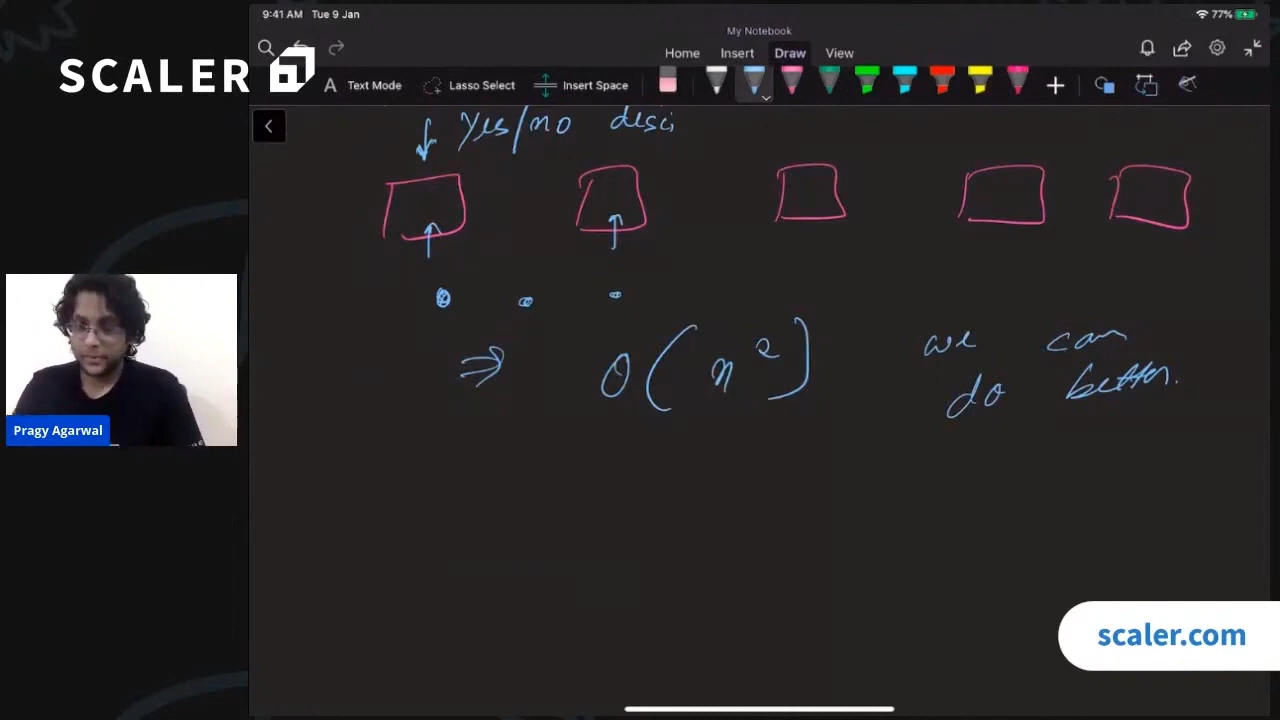 9:41 AM Tue 9 Jan
77%
My Notebook
SCALER
Home Insert Draw View
Text Mode Lasso Select Insert Space
Yes/no desci
⇒ O(n²) we can
do better.
Pragy Agarwal
scaler.com